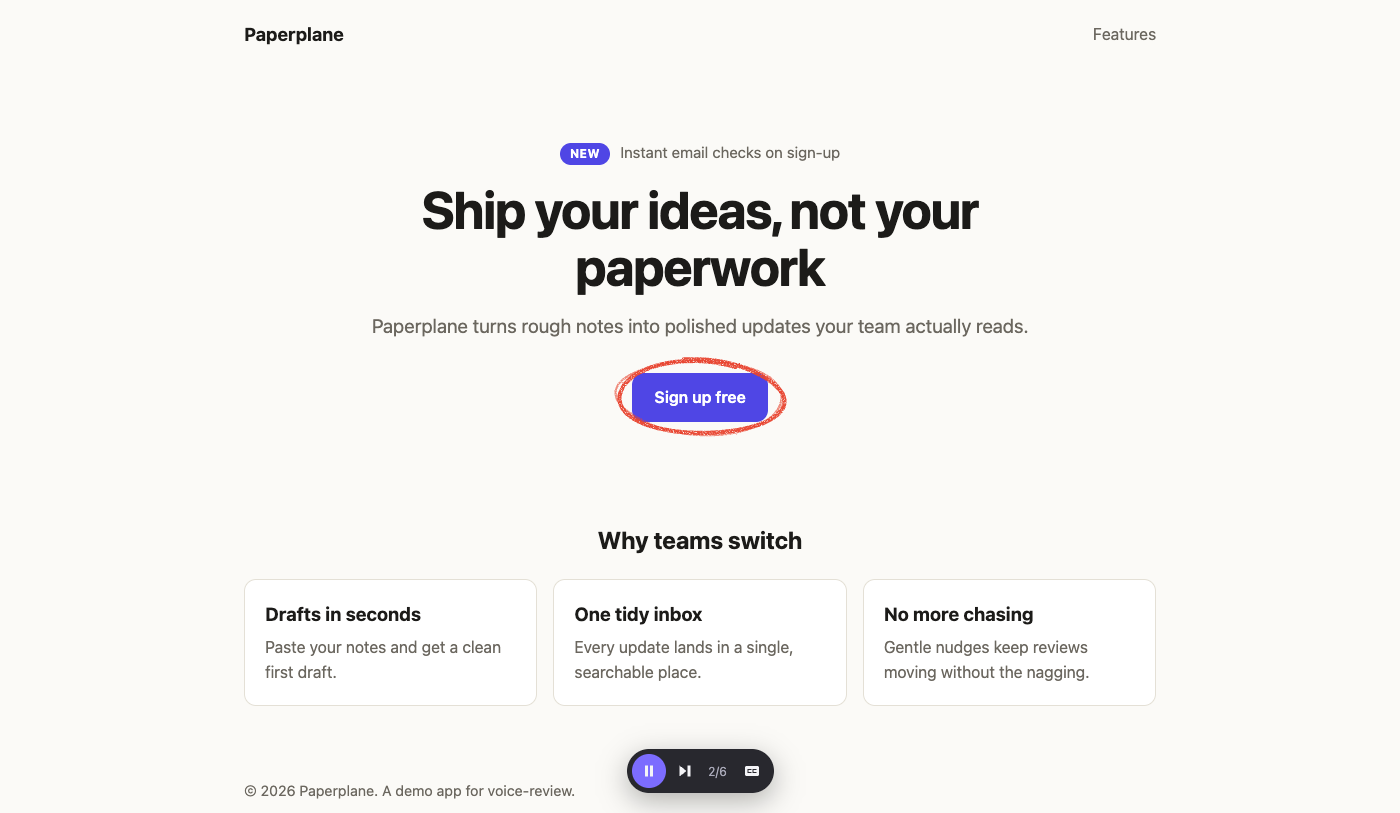 Paperplane
Features
NEW Instant email checks on sign-up
Ship your ideas, not your
paperwork
Paperplane turns rough notes into polished updates your team actually reads.
Sign up free
Why teams switch
Drafts in seconds
Paste your notes and get a clean
first draft.
One tidy inbox
Every update lands in a single,
searchable place.
No more chasing
Gentle nudges keep reviews
moving without the nagging.
2/6
CC
© 2026 Paperplane. A demo app for voice-review.